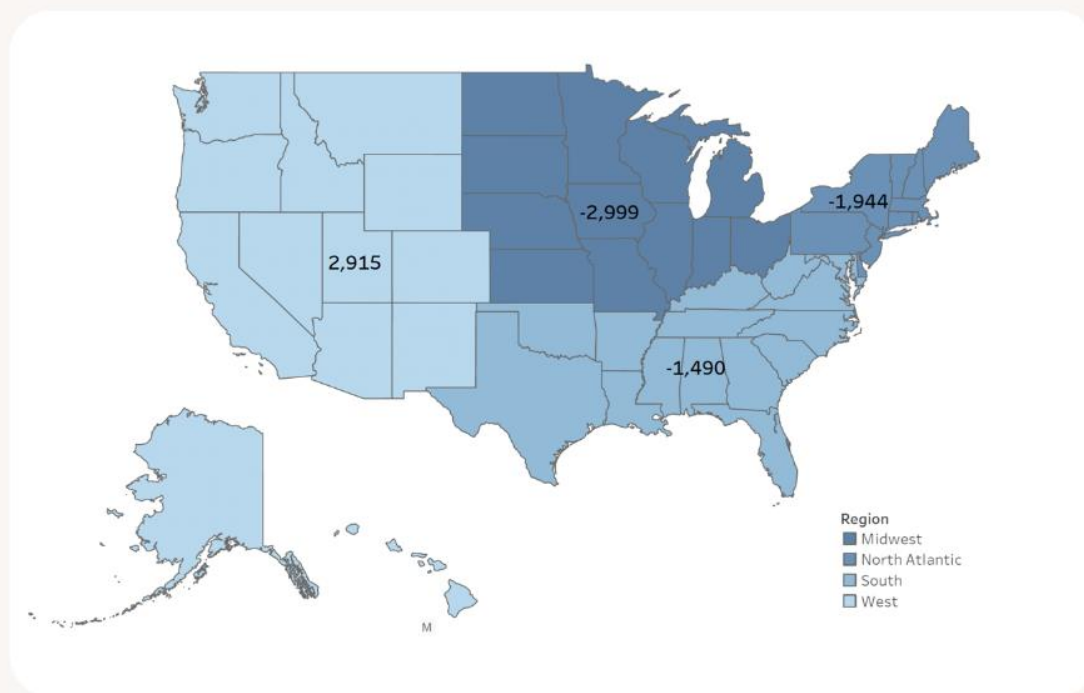 -1,944
-2,999
2,915
-1,490
Region
Midwest
North Atlantic
South
West
M